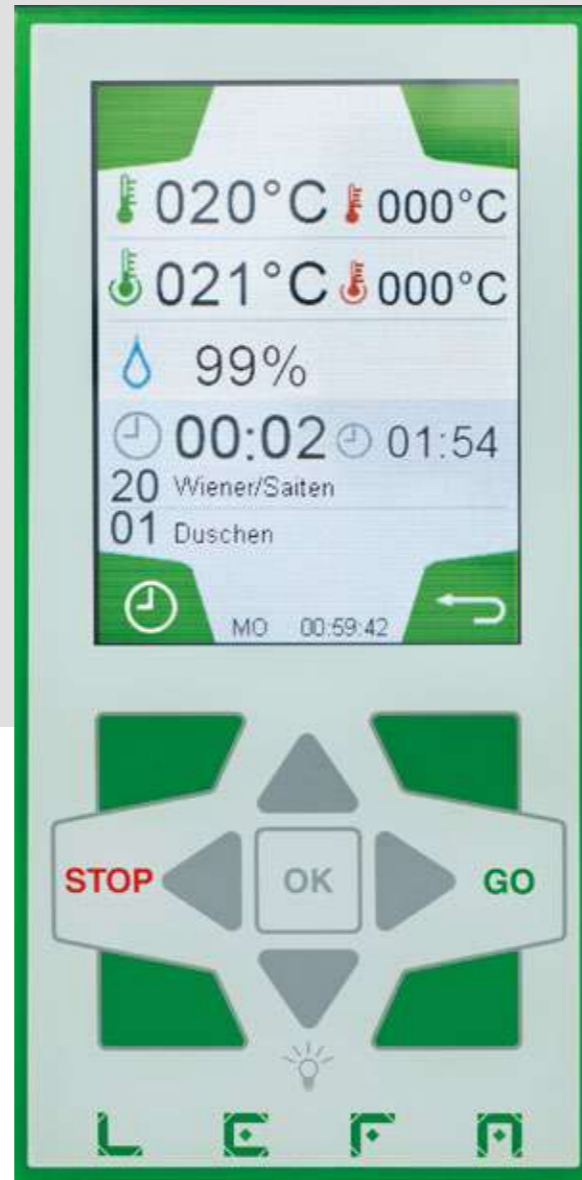 020°C 000°C
021°C 000°C
99%
00:02 01:54
20 Wiener/Saiten
01 Duschen
MO 00:59:42
STOP OK GO
LEFA